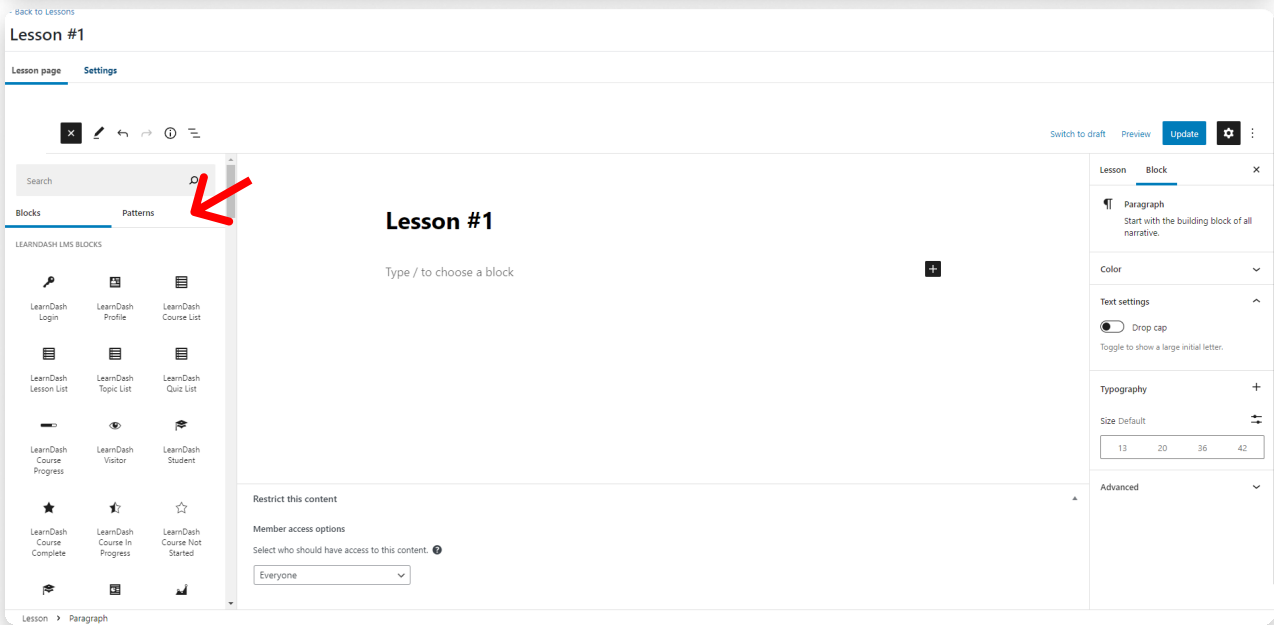 Back to Lessons
Lesson #1
Lesson page Settings
Switch to draft Preview Update
Search
Blocks Patterns
LEARNDASH LMS BLOCKS
LearnDash Login
LearnDash Profile
LearnDash Course List
LearnDash Lesson List
LearnDash Topic List
LearnDash Quiz List
LearnDash Course Progress
LearnDash Visitor
LearnDash Student
LearnDash Course Complete
LearnDash Course In Progress
LearnDash Course Not Started
Lesson #1
Type / to choose a block
Restrict this content
Member access options
Select who should have access to this content.
Everyone
Lesson Block
Paragraph
Start with the building block of all
narrative.
Color
Text settings
Drop cap
Toggle to show a large initial letter.
Typography
Size Default
13 20 36 42
Advanced
Lesson > Paragraph